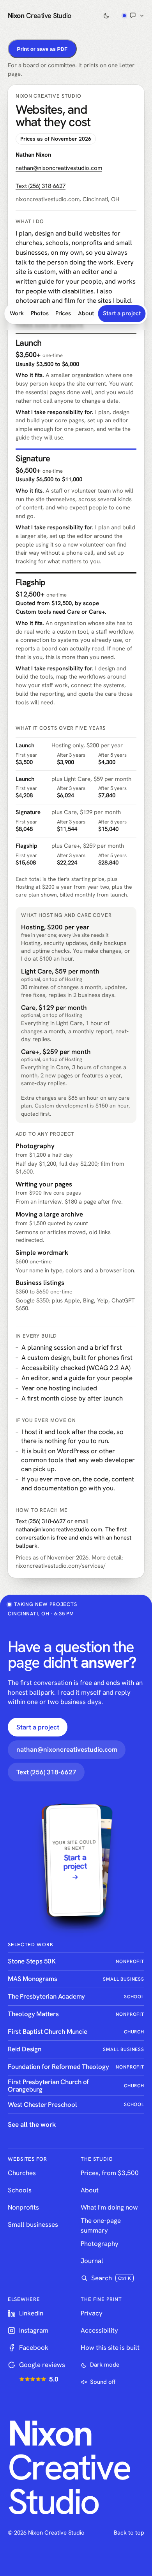 Nixon Creative Studio
Print or save as PDF
For a board or committee. It prints on one Letter
page.
NIXON CREATIVE STUDIO
Websites, and
what they cost
Prices as of November 2026
Nathan Nixon
nathan@nixoncreativestudio.com
Text (256) 318-6627
nixoncreativestudio.com, Cincinnati, OH
WHAT I DO
I plan, design and build websites for
churches, schools, nonprofits and small
businesses, on my own, so you always
talk to the person doing the work. Every
site is custom, with no editor and a
written guide for your people, and works
for photos
photography and film for the sites I build.
Work
Photos
Prices
About
Start a project
Launch
$3,500+ one-time
Usually $3,500 to $6,000
Who it fits. A smaller organization where one
busy person keeps the site current. You want the
essential pages done well, and one page added
or swapped now and then, with no calendar or
store to run.
What I take responsibility for. I plan, design
and build every page, set up an editor
simple enough for one person, and write the
guide they will use.
Signature
$6,500+ one-time
Usually $6,500 to $11,000
Who it fits. A staff or volunteer team who will
run the site themselves, across several kinds
of content, and who expect people to come
and go.
What I take responsibility for. I plan and build
a larger site, set up the editor around the
people using it so a new volunteer can find
their way without a phone call, and set up
tracking for what matters to you.
Flagship
$12,500+ one-time
Quoted from $12,500, by scope
Custom tools need Care or Care+.
Who it fits. An organization whose site has to
do real work: a custom tool, a staff workflow,
a connection to systems you already use, or
reports a board can actually read. If you are
not sure, this is more than you need.
What I take responsibility for. I design and
build those tools, map the workflows around
how your staff work, connect the systems,
set up the reporting, and quote the care those
tools will need.
WHAT IT COSTS OVER FIVE YEARS
Launch Hosting only, $200 per year
First year After 3 years After 5 years
$3,500 $3,900 $4,300
Launch plus Light Care, $59 per month
First year After 3 years After 5 years
$4,208 $6,024 $7,840
Signature plus Care, $129 per month
First year After 3 years After 5 years
$8,048 $11,544 $15,040
Flagship plus Care+, $259 per month
First year After 3 years After 5 years
$15,608 $22,224 $28,840
Each total is the tier's starting price, plus
Hosting at $200 a year from year two, plus the
care plan shown, billed monthly from launch.
WHAT HOSTING AND CARE COVER
Hosting, $200 per year
free in year one; every live site needs it
Hosting, security updates, daily backups
and uptime checks. You make changes, or
I do at $100 an hour.
Light Care, $59 per month
optional, on top of Hosting
30 minutes of changes a month, updates,
free fixes, replies in 2 business days.
Care, $129 per month
optional, on top of Hosting
Everything in Light Care, 1 hour of
changes a month, a monthly report, next-
day replies.
Care+, $259 per month
optional, on top of Hosting
Everything in Care, 3 hours of changes a
month, 2 new pages or features a year,
same-day replies.
Extra changes are $85 an hour on any care
plan. Custom development is $150 an hour,
quoted first.
ADD TO ANY PROJECT
Photography
from $1,200 a half day
Half day $1,200, full day $2,200; film from
$1,600.
Writing your pages
from $900 five core pages
From an interview. $180 a page after five.
Moving a large archive
from $1,500 quoted by count
Sermons or articles moved, old links
redirected.
Simple wordmark
$600 one-time
Your name in type, colors and a browser icon.
Business listings
$350 to $650 one-time
Google $350; plus Apple, Bing, Yelp, ChatGPT
$650.
IN EVERY BUILD
– A planning session and a brief first
– A custom design, built for phones first
– Accessibility checked (WCAG 2.2 AA)
– An editor, and a guide for your people
– Year one hosting included
– A first month close by after launch
IF YOU EVER MOVE ON
– I host it and look after the code, so
there is nothing for you to run.
– It is built on WordPress or other
common tools that any web developer
can pick up.
– If you ever move on, the code, content
and documentation go with you.
HOW TO REACH ME
Text (256) 318-6627 or email
nathan@nixoncreativestudio.com. The first
conversation is free and ends with an honest
ballpark.
Prices as of November 2026. More detail:
nixoncreativestudio.com/services/
TAKING NEW PROJECTS
CINCINNATI, OH · 6:35 PM
Have a question the
page didn't answer?
The first conversation is free and ends with an
honest ballpark. I read it myself and reply
within one or two business days.
Start a project
nathan@nixoncreativestudio.com
Text (256) 318-6627
YOUR SITE COULD
BE NEXT
Start a
project
→
SELECTED WORK
Stone Steps 50K NONPROFIT
MAS Monograms SMALL BUSINESS
The Presbyterian Academy SCHOOL
Theology Matters NONPROFIT
First Baptist Church Muncie CHURCH
Reid Design SMALL BUSINESS
Foundation for Reformed Theology NONPROFIT
First Presbyterian Church of
Orangeburg CHURCH
West Chester Preschool SCHOOL
See all the work
WEBSITES FOR
Churches
Schools
Nonprofits
Small businesses
THE STUDIO
Prices, from $3,500
About
What I'm doing now
The one-page
summary
Photography
Journal
Search Ctrl K
ELSEWHERE
LinkedIn
Instagram
Facebook
Google reviews
★★★★★ 5.0
THE FINE PRINT
Privacy
Accessibility
How this site is built
Dark mode
Sound off
Nixon
Creative
Studio
© 2026 Nixon Creative Studio
Back to top